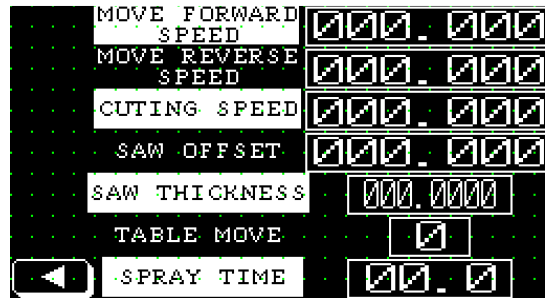 MOVE FORWARD
SPEED
000.000
MOVE REVERSE
SPEED
000.000
CUTING SPEED
000.000
SAW OFFSET
000.000
SAW THICKNESS
000.0000
TABLE MOVE
0
SPRAY TIME
00.0